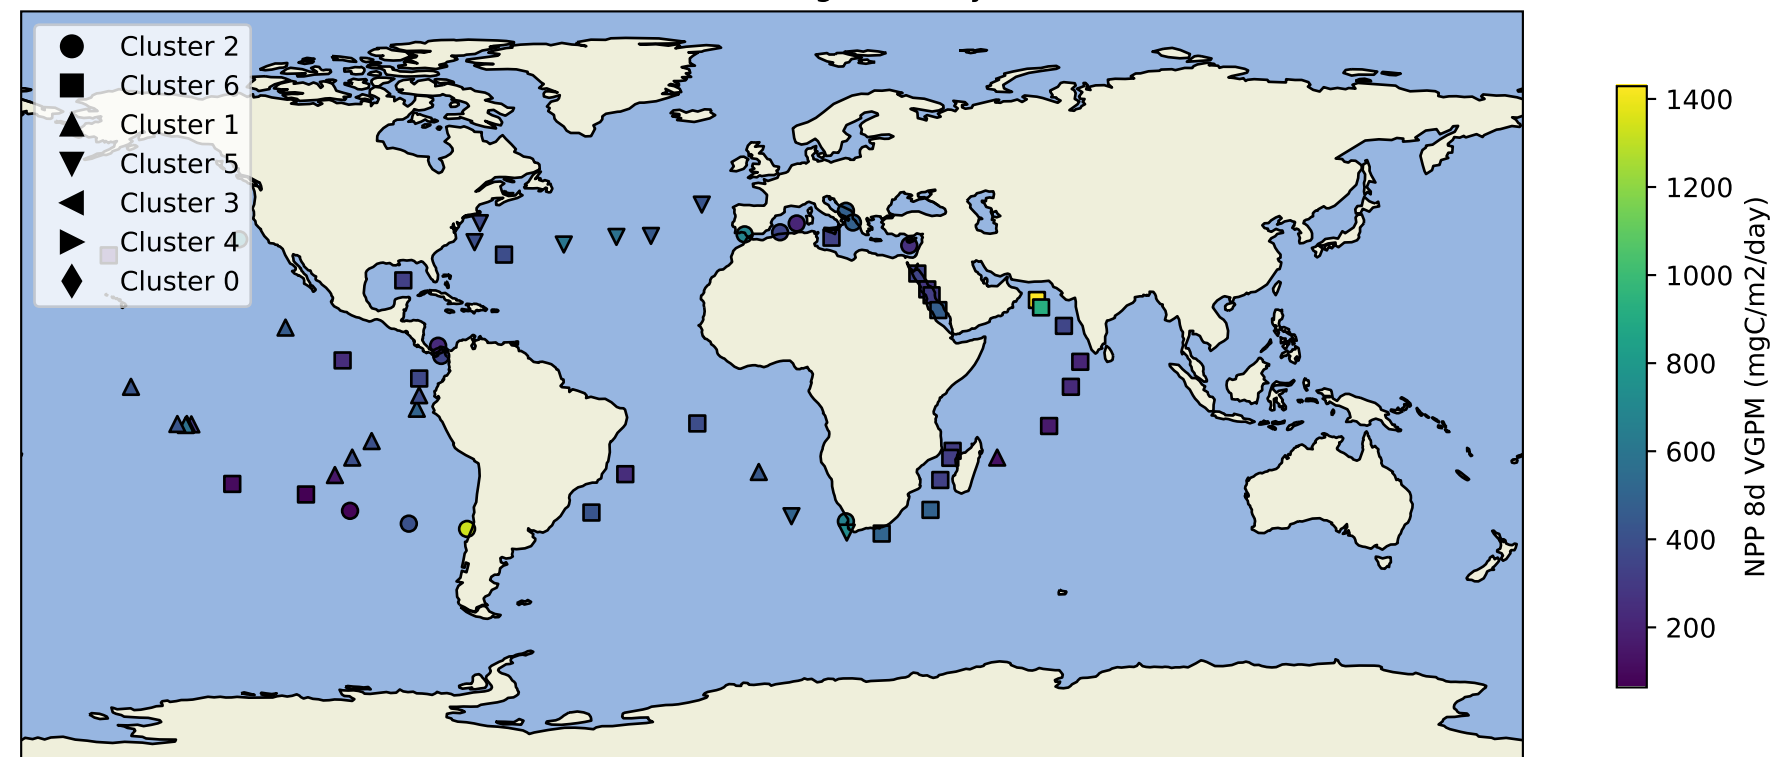 Cluster 2
Cluster 6
Cluster 1
Cluster 5
Cluster 3
Cluster 4
Cluster 0
1400
1200
1000
800
600
400
200
NPP 8d VGPM (mgC/m2/day)